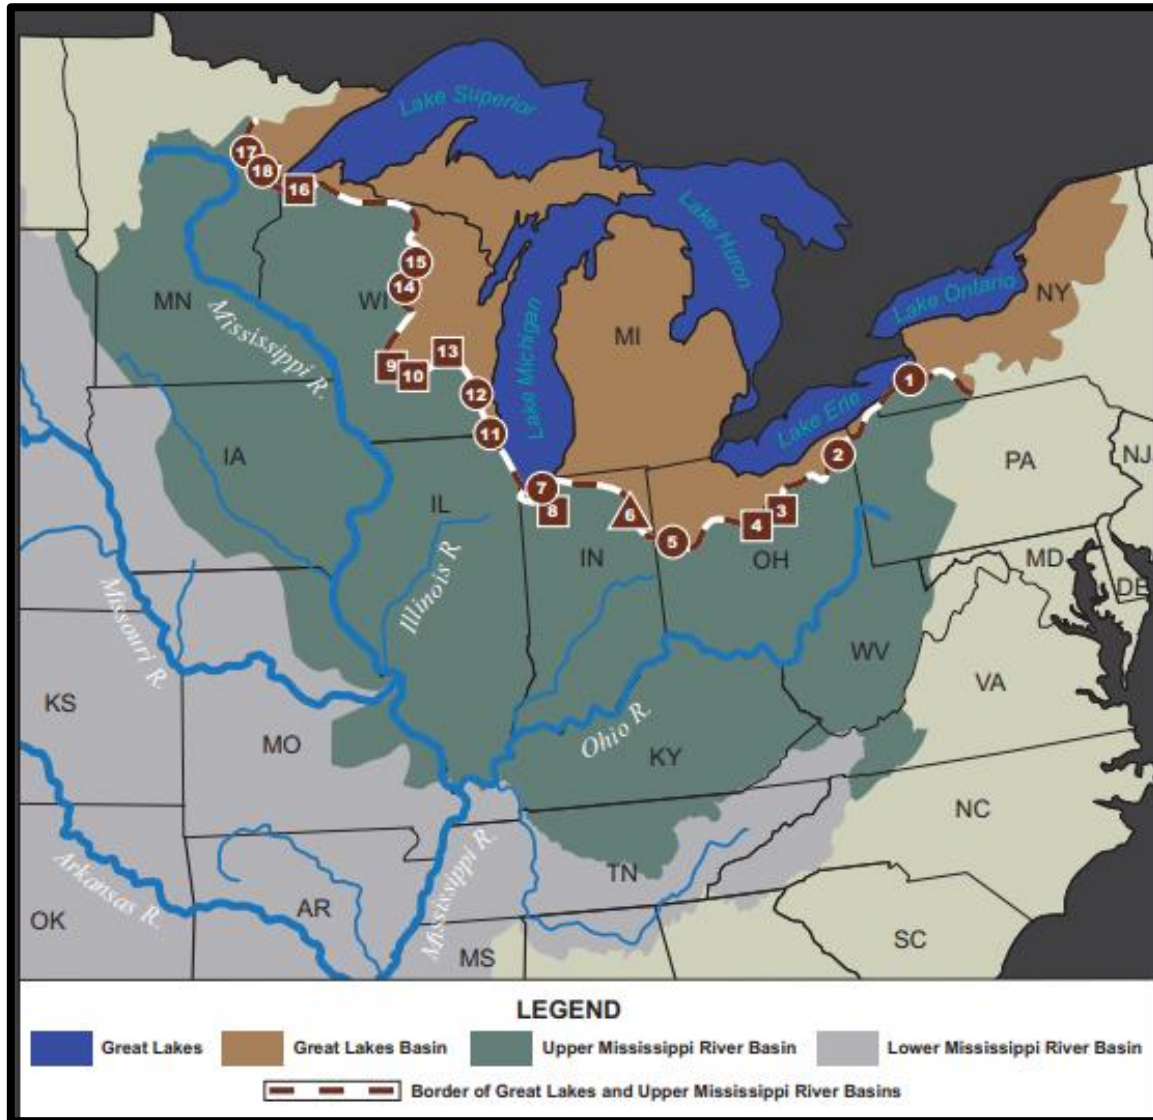 Lake Superior
17
18
16
Lake Huron
15
14
MN
WI
Lake Ontario
NY
Mississippi R.
MI
Lake Michigan
13
9
10
12
1
Lake Erie
11
2
IA
PA
NJ
7
8
6
3
4
5
IL
IN
OH
MD
DE
Illinois R
Missouri R.
WV
VA
KS
MO
Ohio R.
KY
NC
TN
Mississippi R.
Arkansas R.
AR
OK
MS
SC
LEGEND
Great Lakes
Great Lakes Basin
Upper Mississippi River Basin
Lower Mississippi River Basin
Border of Great Lakes and Upper Mississippi River Basins